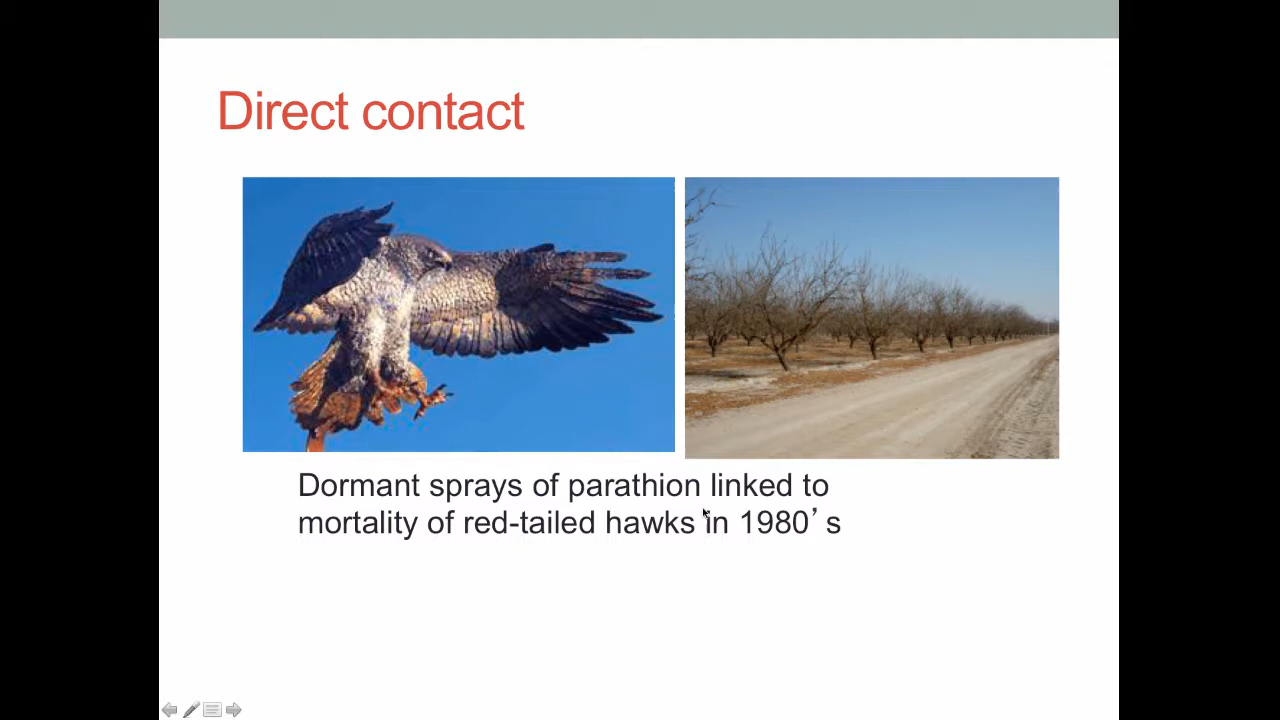 Direct contact
Dormant sprays of parathion linked to
mortality of red-tailed hawks in 1980’s